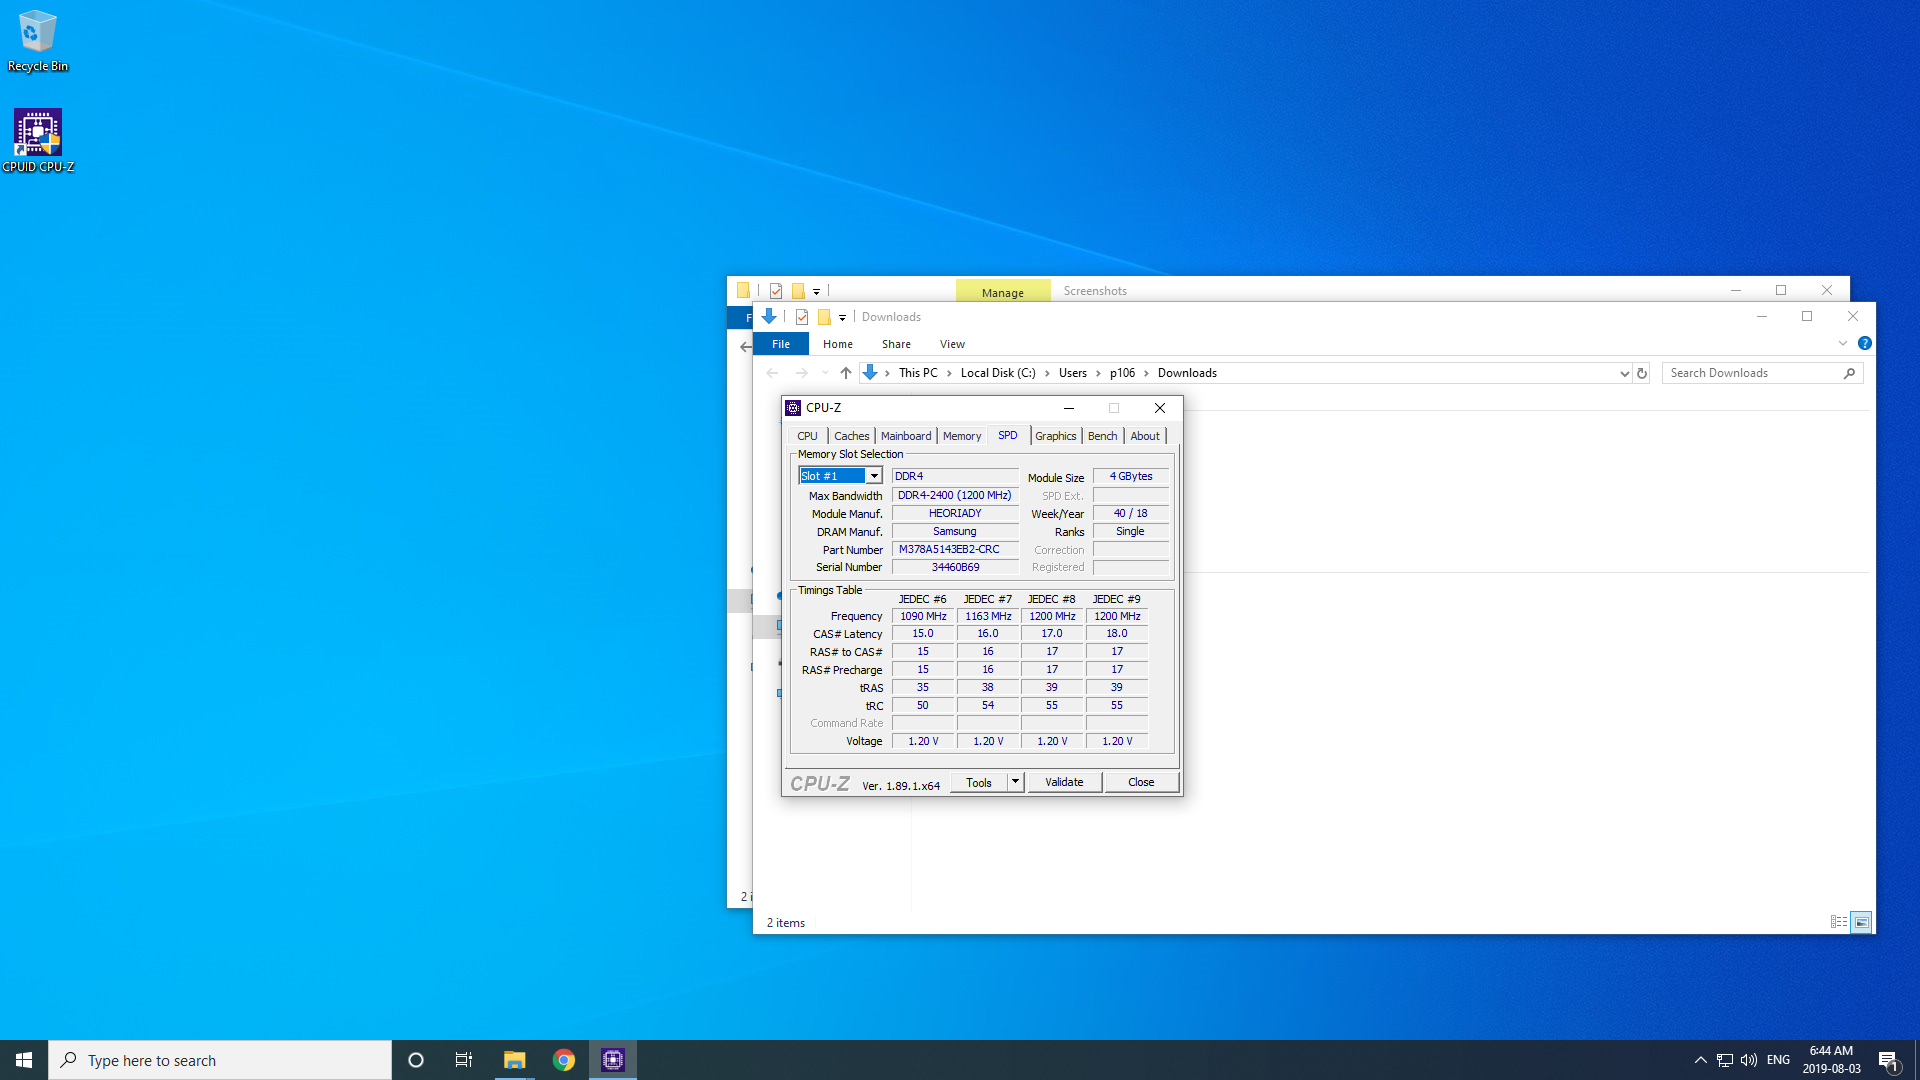 Recycle Bin
CPUID CPU-Z
Manage
Screenshots
Downloads
File
Home
Share
View
This PC
Local Disk (C:)
Users
p106
Downloads
Search Downloads
CPU-Z
CPU
Caches
Mainboard
Memory
SPD
Graphics
Bench
About
Memory Slot Selection
Slot #1
DDR4
Module Size
4 GBytes
Max Bandwidth
DDR4-2400 (1200 MHz)
SPD Ext.
Module Manuf.
HEORIADY
Week/Year
40 / 18
DRAM Manuf.
Samsung
Ranks
Single
Part Number
M378A5143EB2-CRC
Correction
Serial Number
34460B69
Registered
Timings Table
JEDEC #6 JEDEC #7 JEDEC #8 JEDEC #9
Frequency 1090 MHz 1163 MHz 1200 MHz 1200 MHz
CAS# Latency 15.0 16.0 17.0 18.0
RAS# to CAS# 15 16 17 17
RAS# Precharge 15 16 17 17
tRAS 35 38 39 39
tRC 50 54 55 55
Command Rate
Voltage 1.20 V 1.20 V 1.20 V 1.20 V
CPU-Z
Ver. 1.89.1.x64
Tools
Validate
Close
2 items
Type here to search
ENG
6:44 AM
2019-08-03
1